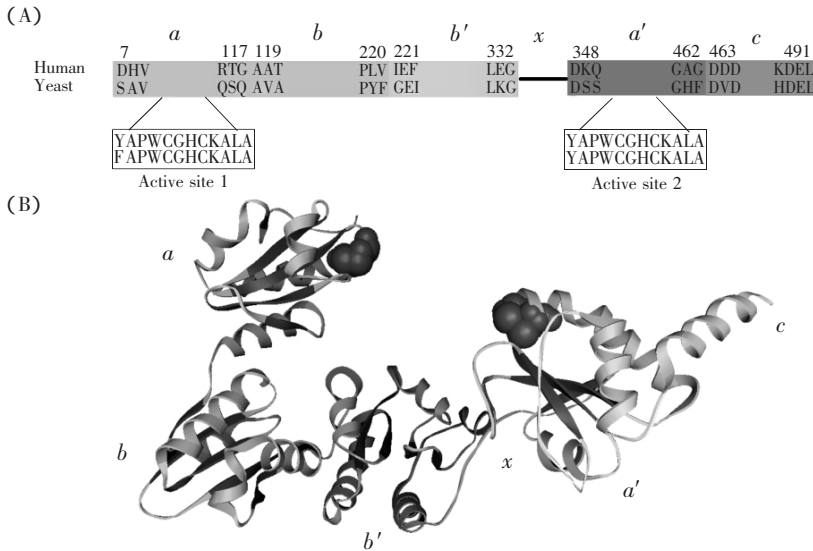 (A)
a b b′ x a′ c
7 117 119 220 221 332 348 462 463 491
Human DHV RTG AAT PLV IEF LEG DKQ GAG DDD KDEL
Yeast SAV QSQ AVA PYF GEI LKG DSS GHF DVD HDEL
YAPWCGHCKALA YAPWCGHCKALA
FAPWCGHCKALA YAPWCGHCKALA
Active site 1 Active site 2
(B)
a
c
b
x
a′
b′